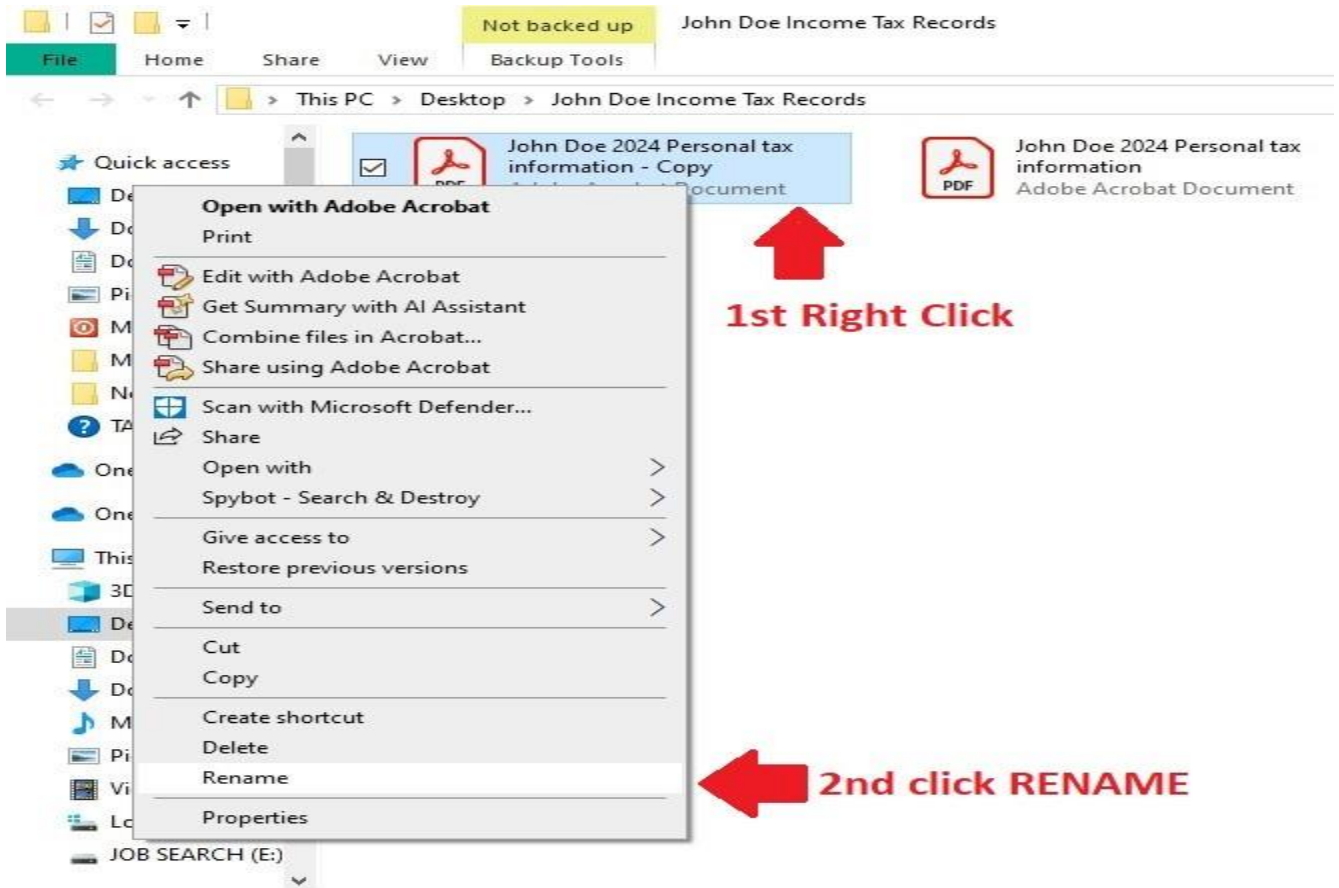 Not backed up
John Doe Income Tax Records
File Home Share View Backup Tools
This PC > Desktop > John Doe Income Tax Records
Quick access
John Doe 2024 Personal tax
information - Copy
Document
PDF
John Doe 2024 Personal tax
information
Adobe Acrobat Document
Open with Adobe Acrobat
Print
Edit with Adobe Acrobat
Get Summary with AI Assistant
Combine files in Acrobat...
Share using Adobe Acrobat
Scan with Microsoft Defender...
Share
Open with
Spybot - Search & Destroy
Give access to
Restore previous versions
Send to
Cut
Copy
Create shortcut
Delete
Rename
Properties
1st Right Click
2nd click RENAME
This
JOB SEARCH (E:)